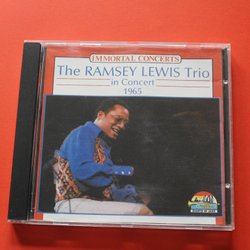 IMMORTAL CONCERTS
The RAMSEY LEWIS Trio
in Concert
1965